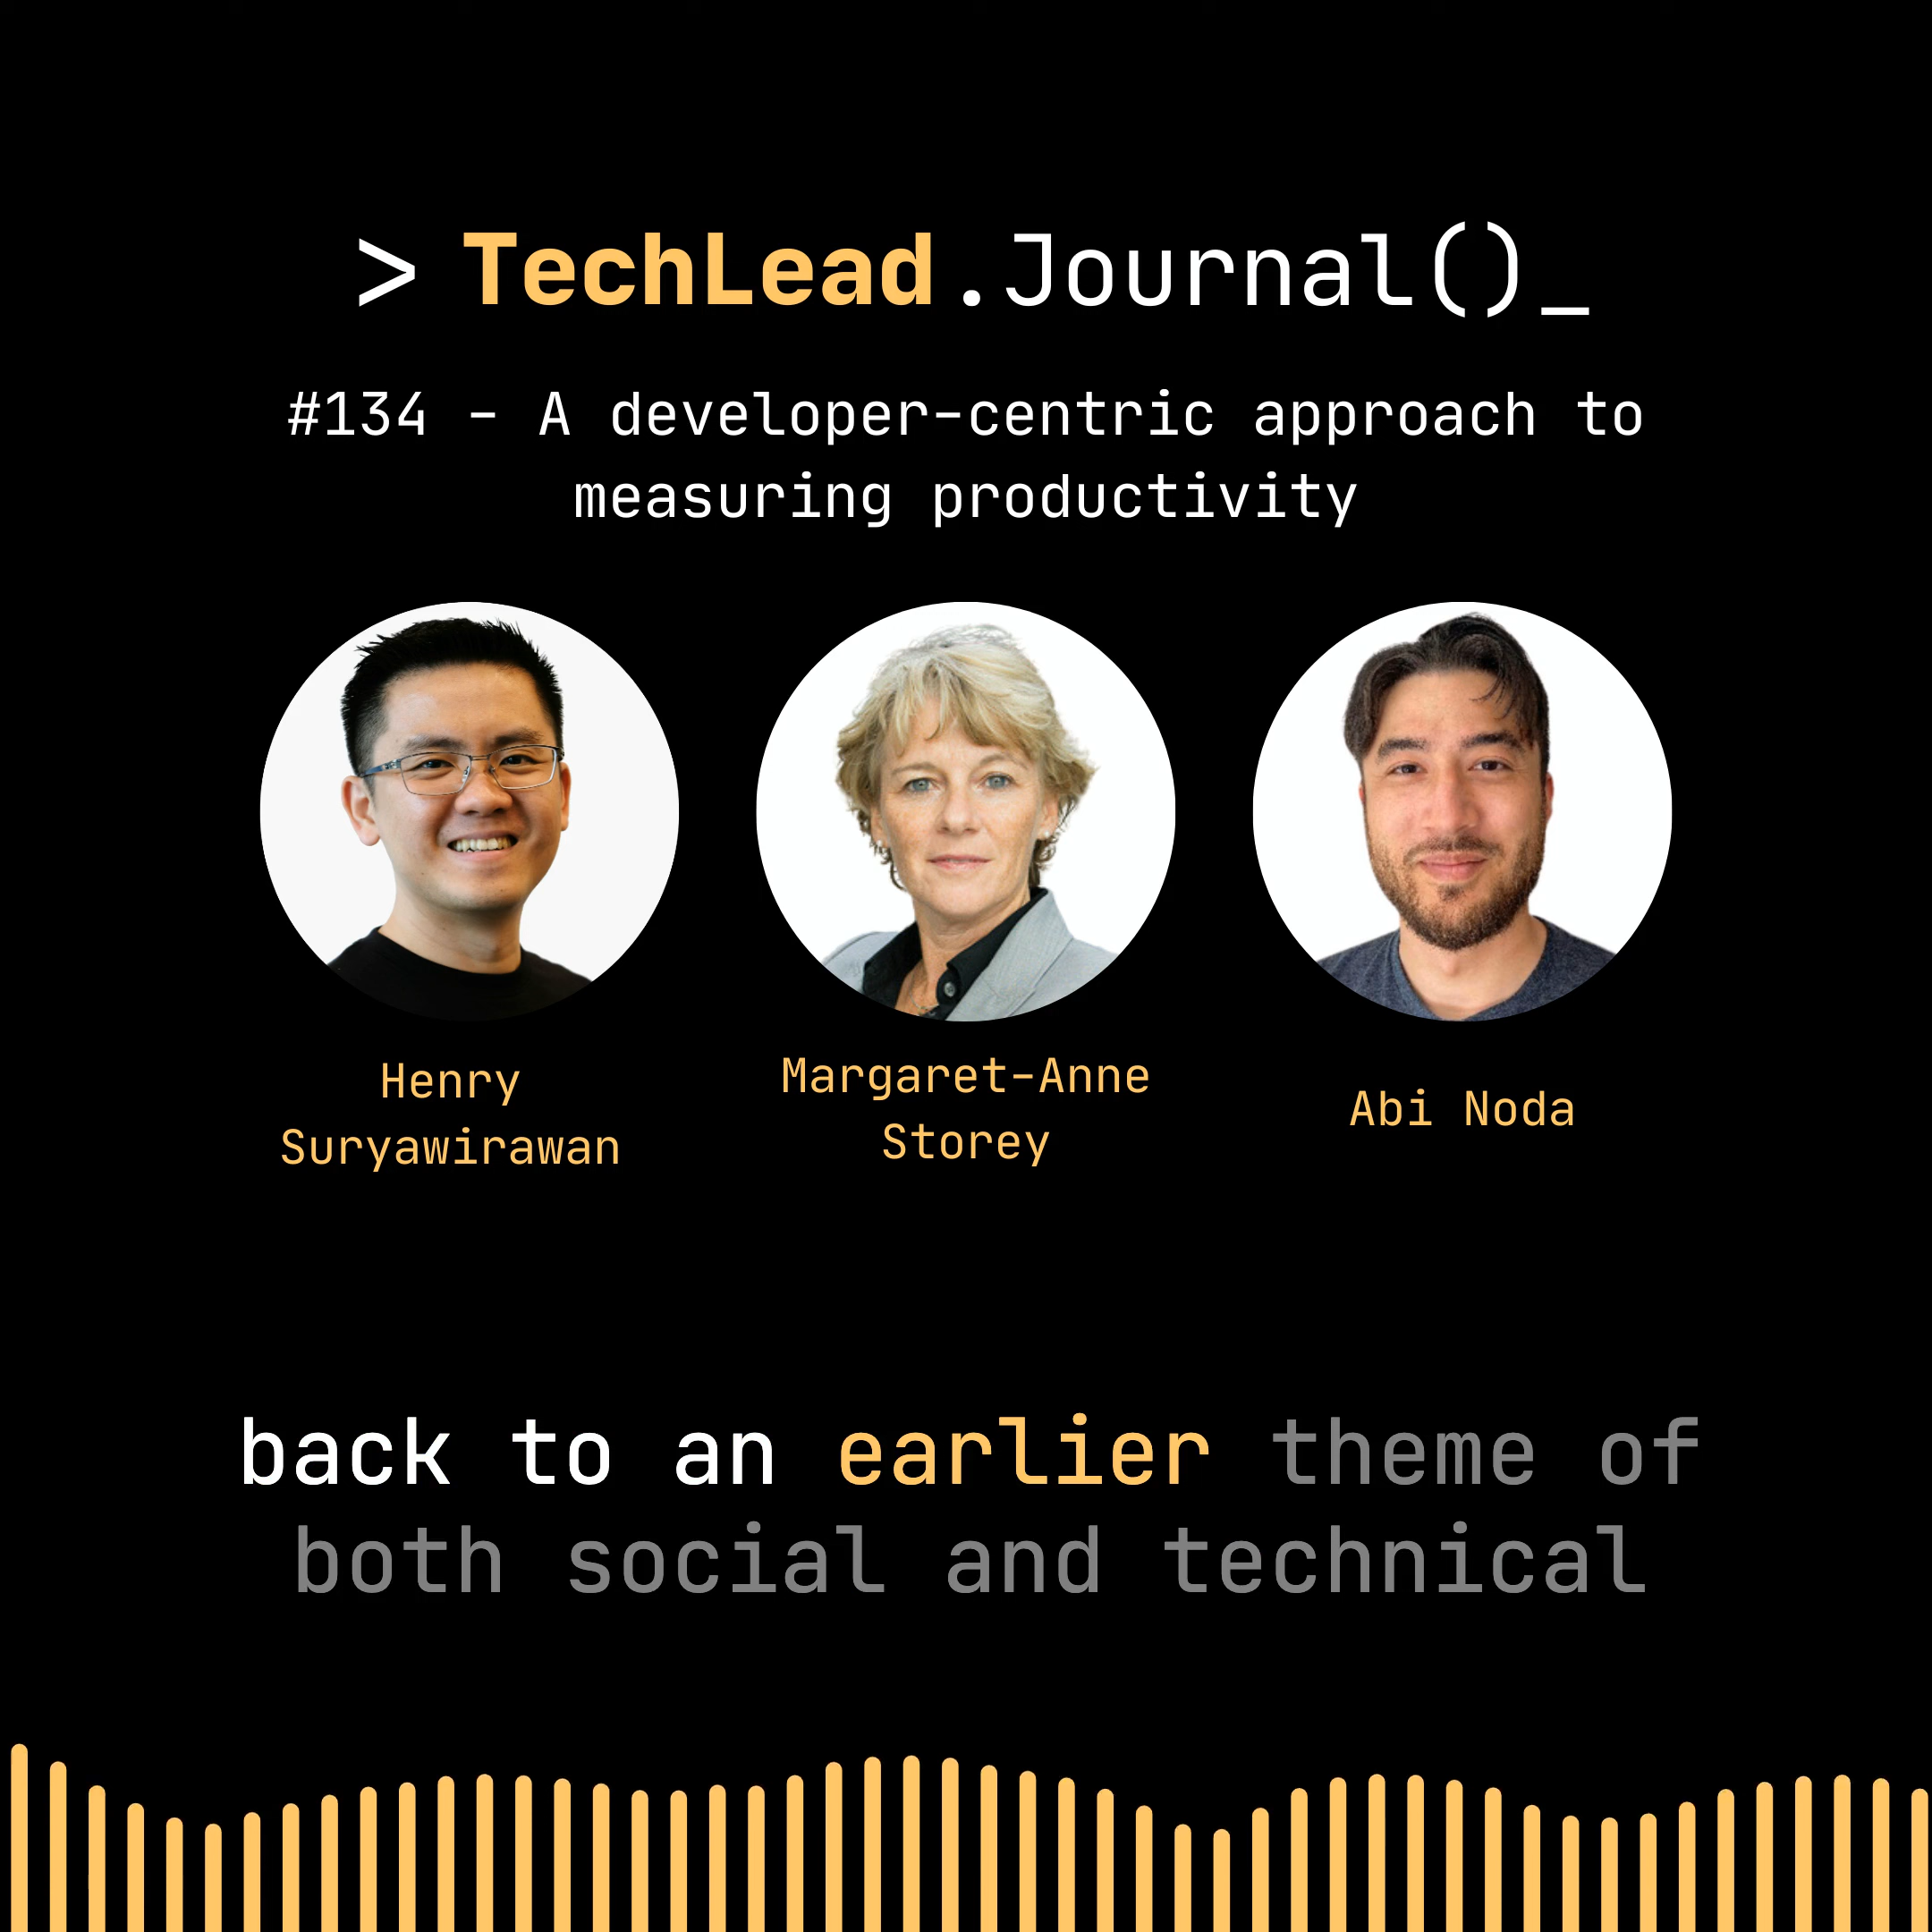 > TechLead.Journal()_
#134 - A developer-centric approach to
measuring productivity
Henry
Suryawirawan
Margaret-Anne
Storey
Abi Noda
back to an earlier theme of
both social and technical